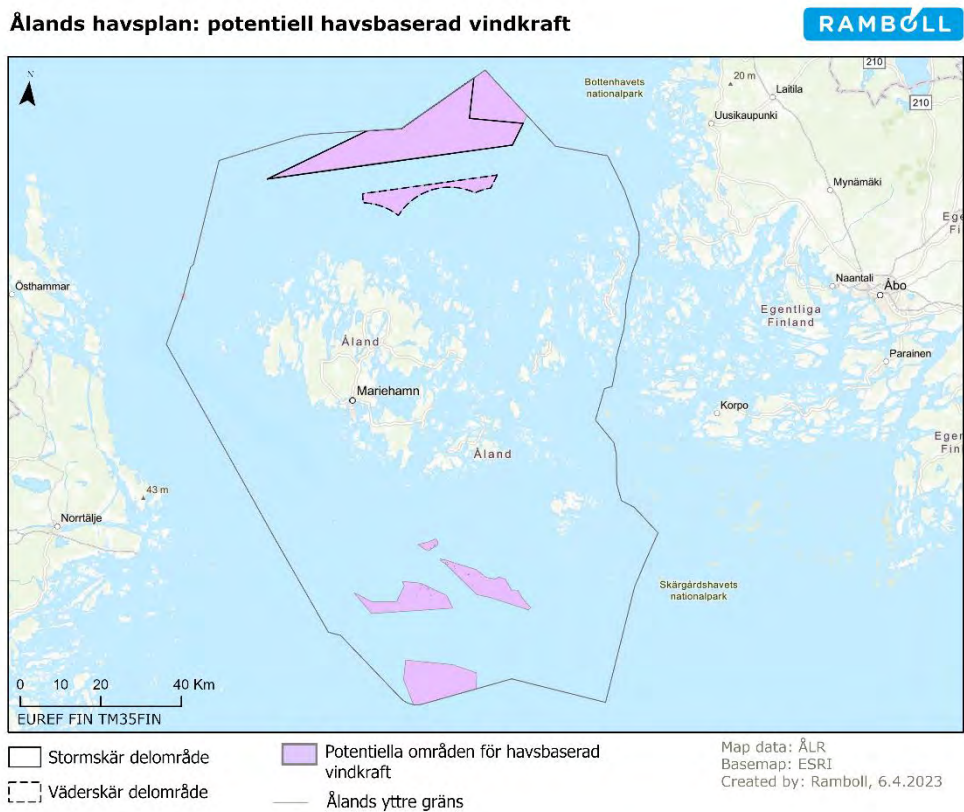 Ålands havsplan: potentiell havsbaserad vindkraft
RAMBOLL
N
Bottenhavets
nationalpark
20 m
210
Laitila
210
Uusikaupunki
Mynämäki
Östhammar
Naantali
Åbo
Egentliga
Finland
Åland
Parainen
Mariehamn
Korpo
Åland
43 m
Norrtälje
Skärgårdshavets
nationalpark
0 10 20 40 Km
EUREF FIN TM35FIN
Stormskär delområde
Väderskär delområde
Potentiella områden för havsbaserad
vindkraft
Ålands yttre gräns
Map data: ÅLR
Basemap: ESRI
Created by: Ramboll, 6.4.2023